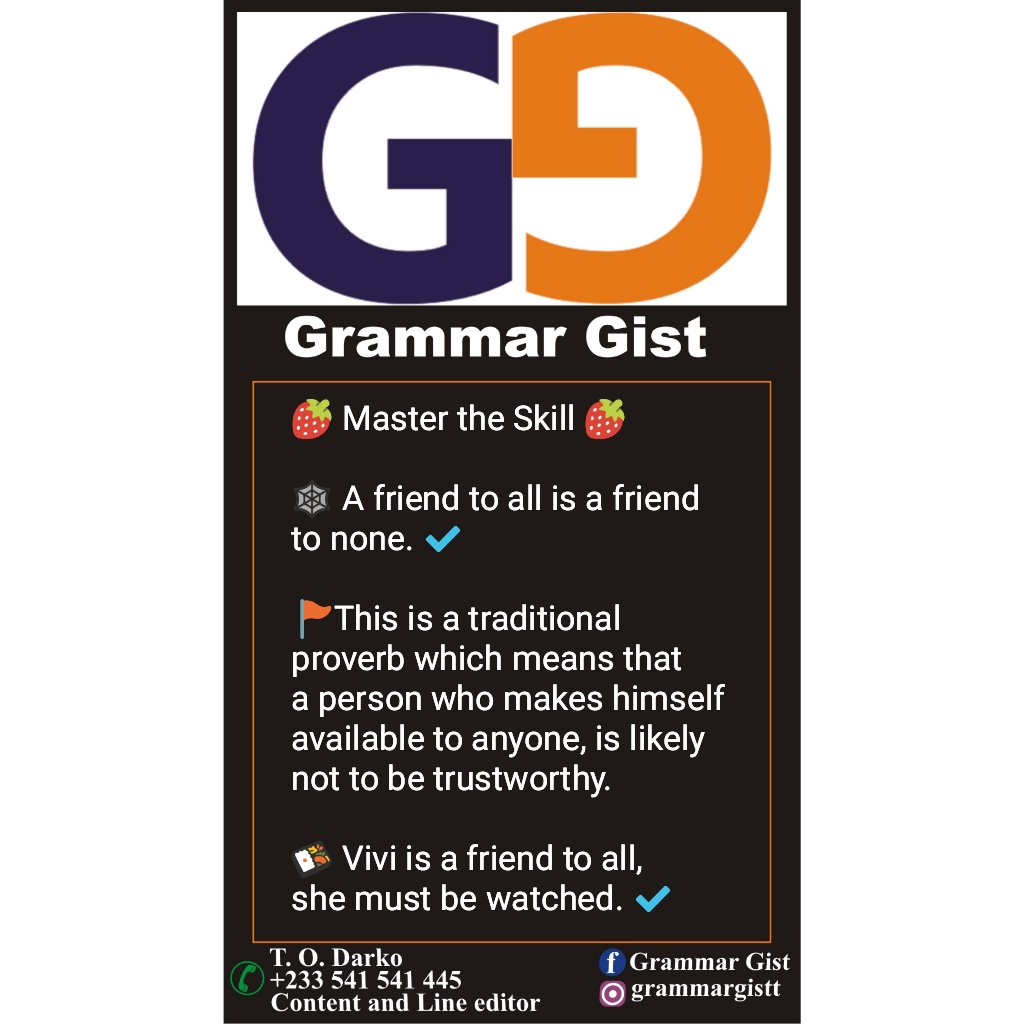 GG
Grammar Gist
🍓 Master the Skill 🍓
🕸️ A friend to all is a friend
to none. ✔️
🚩This is a traditional
proverb which means that
a person who makes himself
available to anyone, is likely
not to be trustworthy.
🍱 Vivi is a friend to all,
she must be watched. ✔️
T. O. Darko
+233 541 541 445
Content and Line editor
Grammar Gist
grammargistt